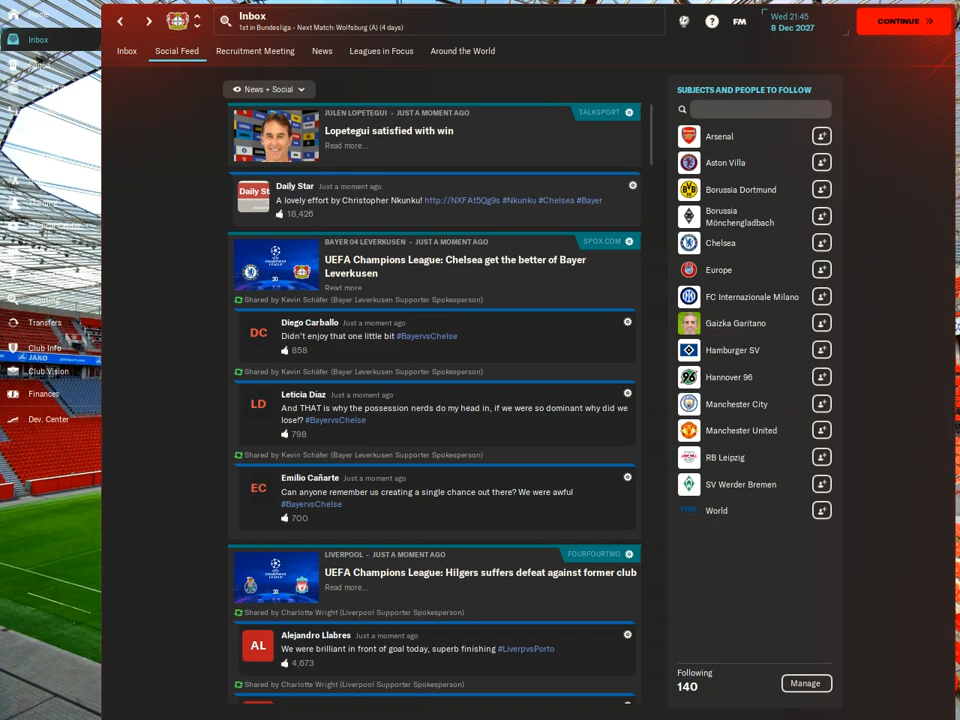 Home
Inbox
1st in Bundesliga - Next Match: Wolfsburg (A) (4 days)
FM
Wed 21:45
8 Dec 2027
CONTINUE
Inbox
Inbox
Social Feed
Recruitment Meeting
News
Leagues in Focus
Around the World
News + Social
JULEN LOPETEGUI - JUST A MOMENT AGO
TALKSPORT
Lopetegui satisfied with win
Read more...
Daily St
Daily Star Just a moment ago
A lovely effort by Christopher Nkunku! http://NXFAt5Qg9s #Nkunku #Chelsea #Bayer
18,426
BAYER 04 LEVERKUSEN - JUST A MOMENT AGO
SPOX.COM
UEFA Champions League: Chelsea get the better of Bayer
Leverkusen
Read more
Shared by Kevin Schäfer (Bayer Leverkusen Supporter Spokesperson)
DC
Diego Carballo Just a moment ago
Didn't enjoy that one little bit #BayervsChelse
858
Shared by Kevin Schäfer (Bayer Leverkusen Supporter Spokesperson)
LD
Leticia Díaz Just a moment ago
And THAT is why the possession nerds do my head in, if we were so dominant why did we
lose!? #BayervsChelse
798
Shared by Kevin Schäfer (Bayer Leverkusen Supporter Spokesperson)
EC
Emilio Cañarte Just a moment ago
Can anyone remember us creating a single chance out there? We were awful
#BayervsChelse
700
LIVERPOOL - JUST A MOMENT AGO
FOURFOURTWO
UEFA Champions League: Hilgers suffers defeat against former club
Read more...
Shared by Charlotte Wright (Liverpool Supporter Spokesperson)
AL
Alejandro Llabres Just a moment ago
We were brilliant in front of goal today, superb finishing #LiverpvsPorto
4,673
Shared by Charlotte Wright (Liverpool Supporter Spokesperson)
SUBJECTS AND PEOPLE TO FOLLOW
Arsenal
Aston Villa
Borussia Dortmund
Borussia
Mönchengladbach
Chelsea
Europe
FC Internazionale Milano
Gaizka Garitano
Hamburger SV
Hannover 96
Manchester City
Manchester United
RB Leipzig
SV Werder Bremen
FIFA
World
Following
140
Manage
Scouting
Transfers
Club Info
JAKO
Club Vision
Finances
Dev. Center